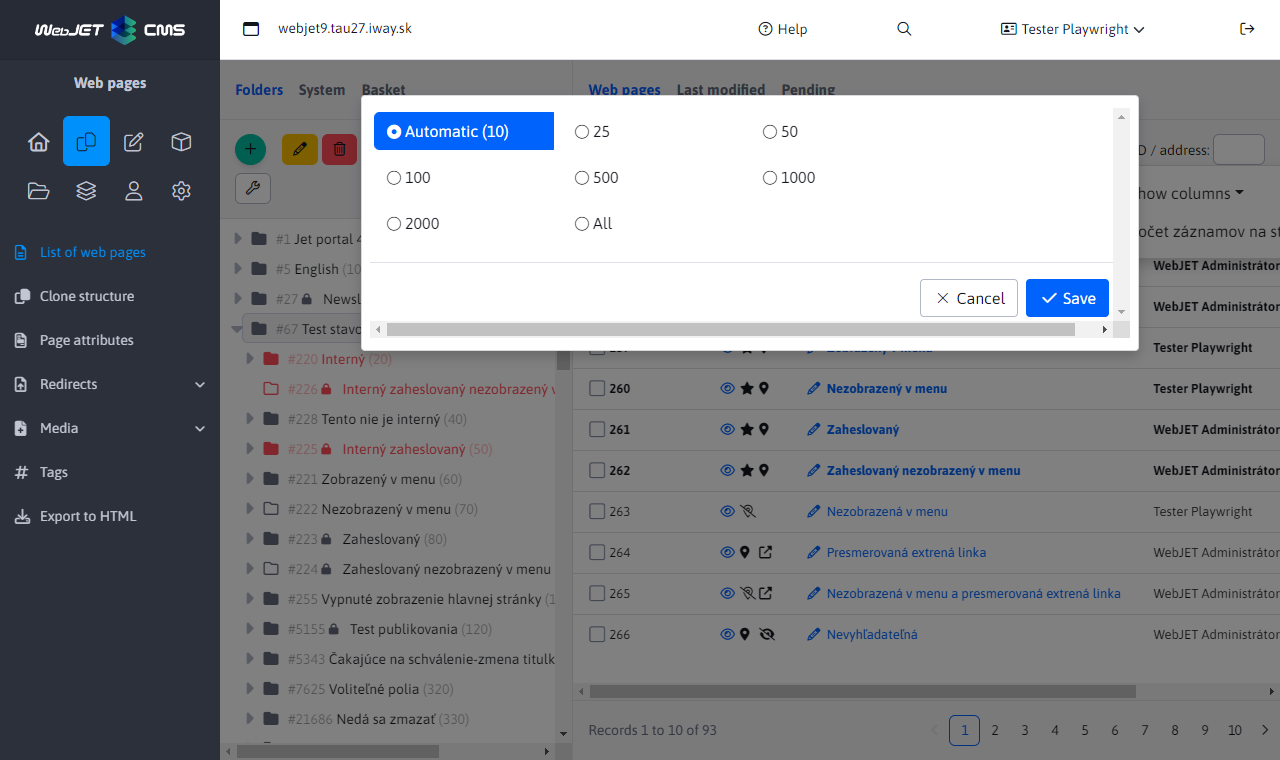 WebJET CMS
webjet9.tau27.iway.sk
Help
Tester Playwright
Web pages
List of web pages
Clone structure
Page attributes
Redirects
Media
Tags
Export to HTML
Folders System Basket
#1 Jet portal 4
#5 English (10
#27 Newsl
#67 Test stavo
#220 Interný (20)
#226 Interný zaheslovaný nezobrazený v
#228 Tento nie je interný (40)
#225 Interný zaheslovaný (50)
#221 Zobrazený v menu (60)
#222 Nezobrazený v menu (70)
#223 Zaheslovaný (80)
#224 Zaheslovaný nezobrazený v menu
#255 Vypnuté zobrazenie hlavnej stránky (1
#5155 Test publikovania (120)
#5343 Čakajúce na schválenie-zmena titulk
#7625 Voliteľné polia (320)
#21686 Nedá sa zmazať (330)
Web pages Last modified Pending
D / address:
how columns
očet záznamov na st
Automatic (10) 25 50
100 500 1000
2000 All
Cancel Save
WebJET Administrátor
WebJET Administrátor
Tester Playwright
260 Nezobrazený v menu Tester Playwright
261 Zaheslovaný WebJET Administrátor
262 Zaheslovaný nezobrazený v menu WebJET Administrátor
263 Nezobrazená v menu Tester Playwright
264 Presmerovaná extrená linka WebJET Administrátor
265 Nezobrazená v menu a presmerovaná extrená linka WebJET Administrátor
266 Nevyhľadateľná WebJET Administrátor
Records 1 to 10 of 93
1 2 3 4 5 6 7 8 9 10